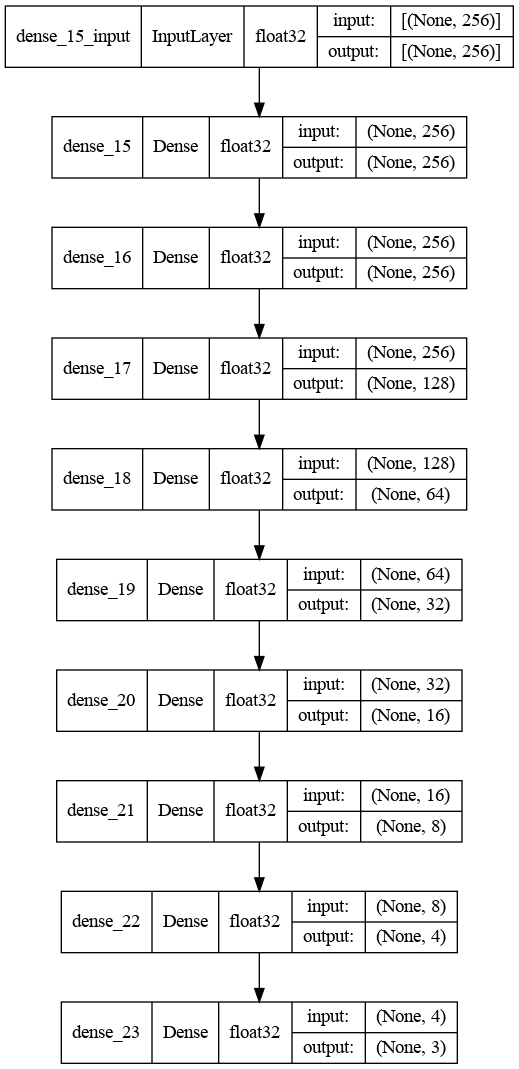 dense_15_input InputLayer float32 input: [(None, 256)]
output: [(None, 256)]
dense_15 Dense float32 input: (None, 256)
output: (None, 256)
dense_16 Dense float32 input: (None, 256)
output: (None, 256)
dense_17 Dense float32 input: (None, 256)
output: (None, 128)
dense_18 Dense float32 input: (None, 128)
output: (None, 64)
dense_19 Dense float32 input: (None, 64)
output: (None, 32)
dense_20 Dense float32 input: (None, 32)
output: (None, 16)
dense_21 Dense float32 input: (None, 16)
output: (None, 8)
dense_22 Dense float32 input: (None, 8)
output: (None, 4)
dense_23 Dense float32 input: (None, 4)
output: (None, 3)